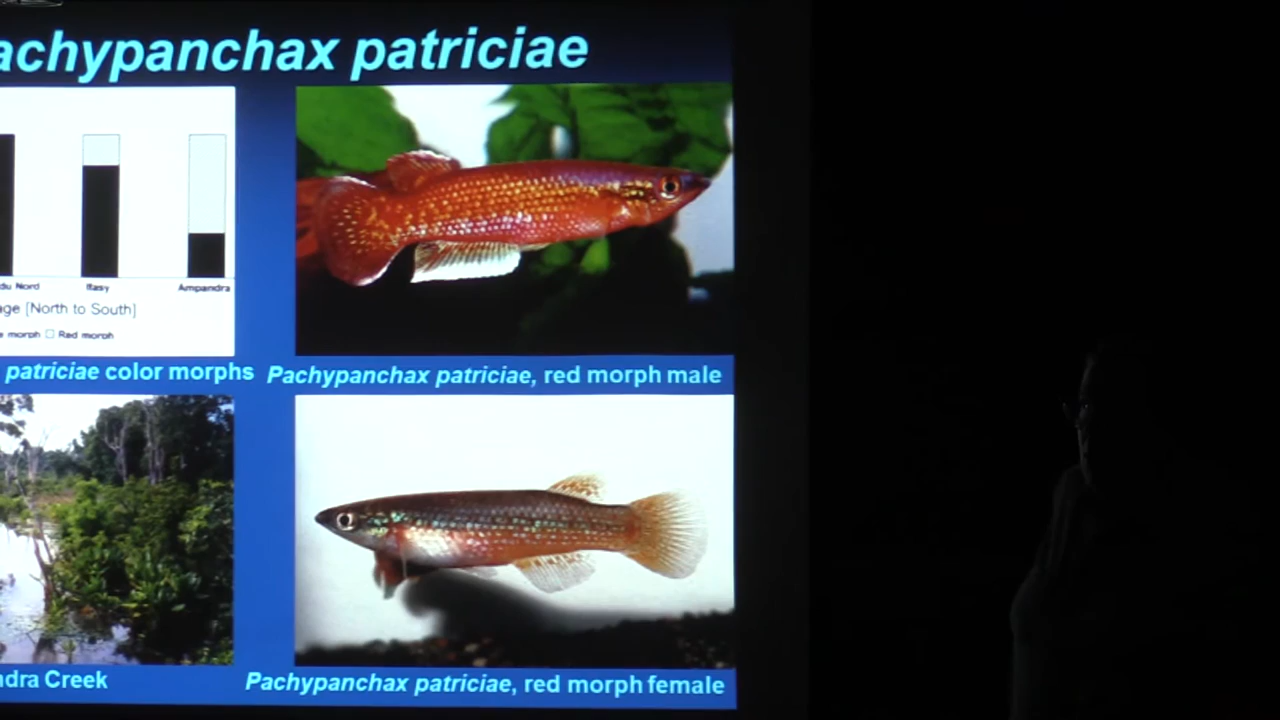 achypanchax patriciae
du Nord Itasy Ampandra
age [North to South]
morph Red morph
patriciae color morphs
Pachypanchax patriciae, red morph male
ndra Creek
Pachypanchax patriciae, red morph female